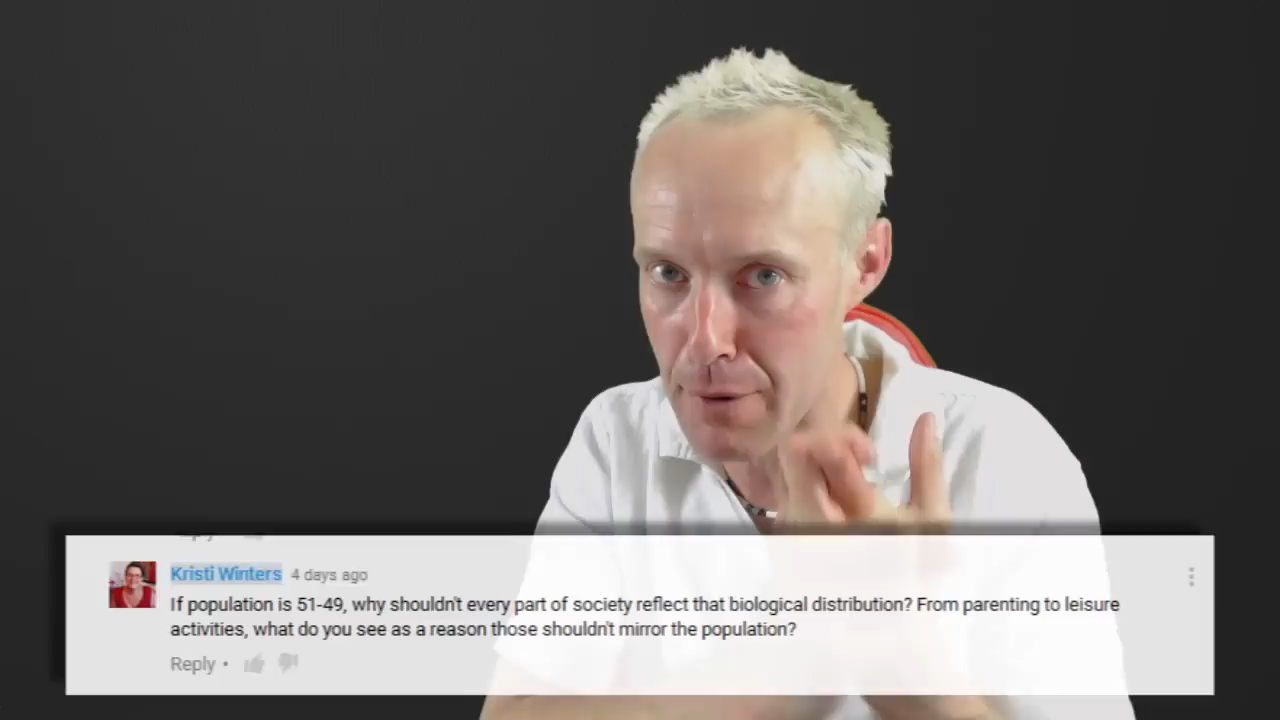 Kristi Winters 4 days ago
If population is 51-49, why shouldn't every part of society reflect that biological distribution? From parenting to leisure
activities, what do you see as a reason those shouldn't mirror the population?
Reply •